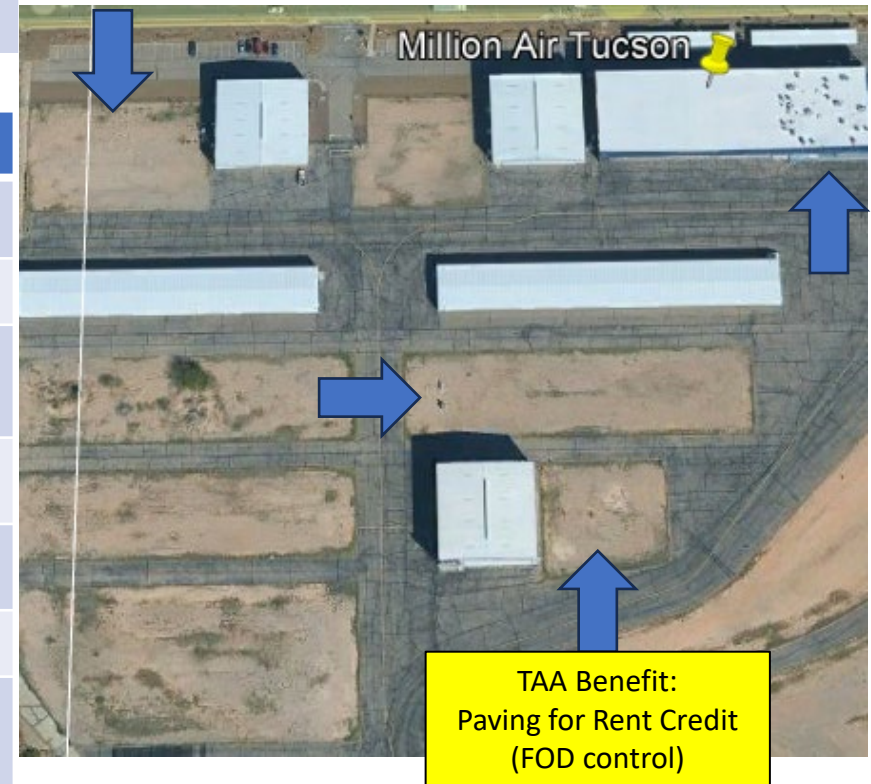 Million Air Tucson
TAA Benefit:
Paving for Rent Credit
(FOD control)